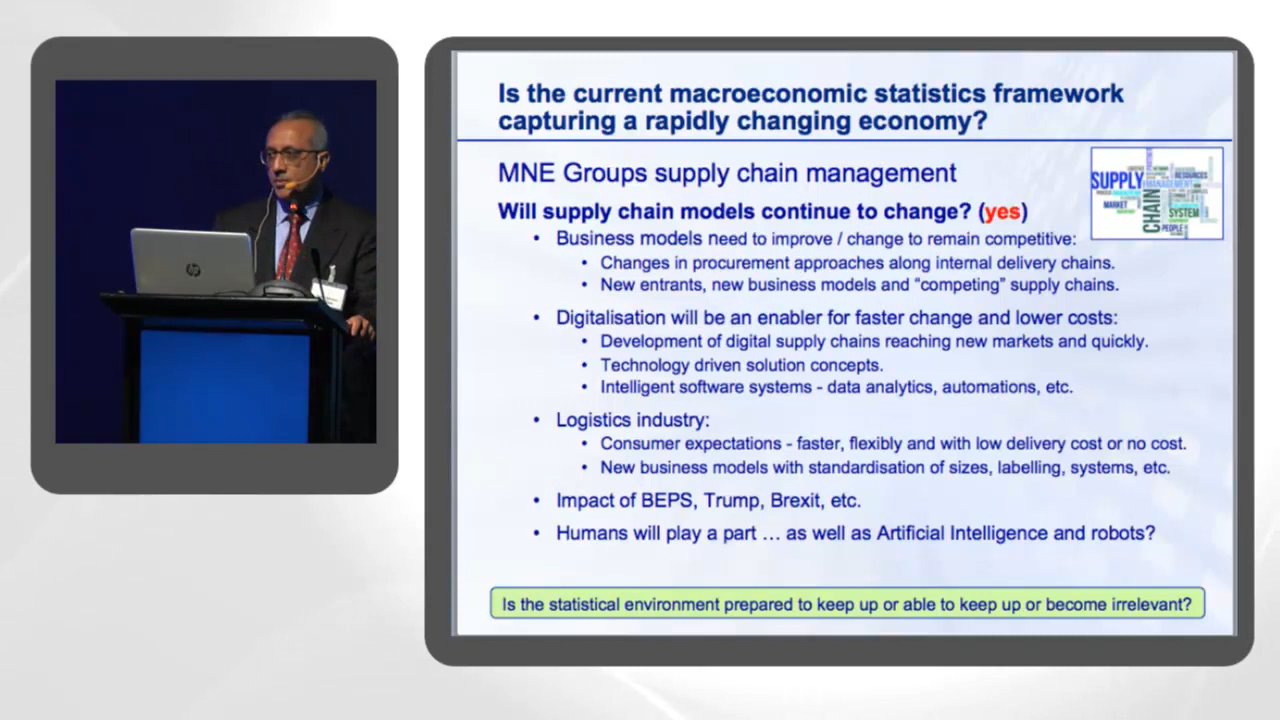 Is the current macroeconomic statistics framework
capturing a rapidly changing economy?
MNE Groups supply chain management
SUPPLY
MANAGEMENT
RESOURCES
MARKET
CHAIN
SYSTEM
PEOPLE
Will supply chain models continue to change? (yes)
• Business models need to improve / change to remain competitive:
• Changes in procurement approaches along internal delivery chains.
• New entrants, new business models and “competing” supply chains.
• Digitalisation will be an enabler for faster change and lower costs:
• Development of digital supply chains reaching new markets and quickly.
• Technology driven solution concepts.
• Intelligent software systems - data analytics, automations, etc.
• Logistics industry:
• Consumer expectations - faster, flexibly and with low delivery cost or no cost.
• New business models with standardisation of sizes, labelling, systems, etc.
• Impact of BEPS, Trump, Brexit, etc.
• Humans will play a part … as well as Artificial Intelligence and robots?
Is the statistical environment prepared to keep up or able to keep up or become irrelevant?
hp